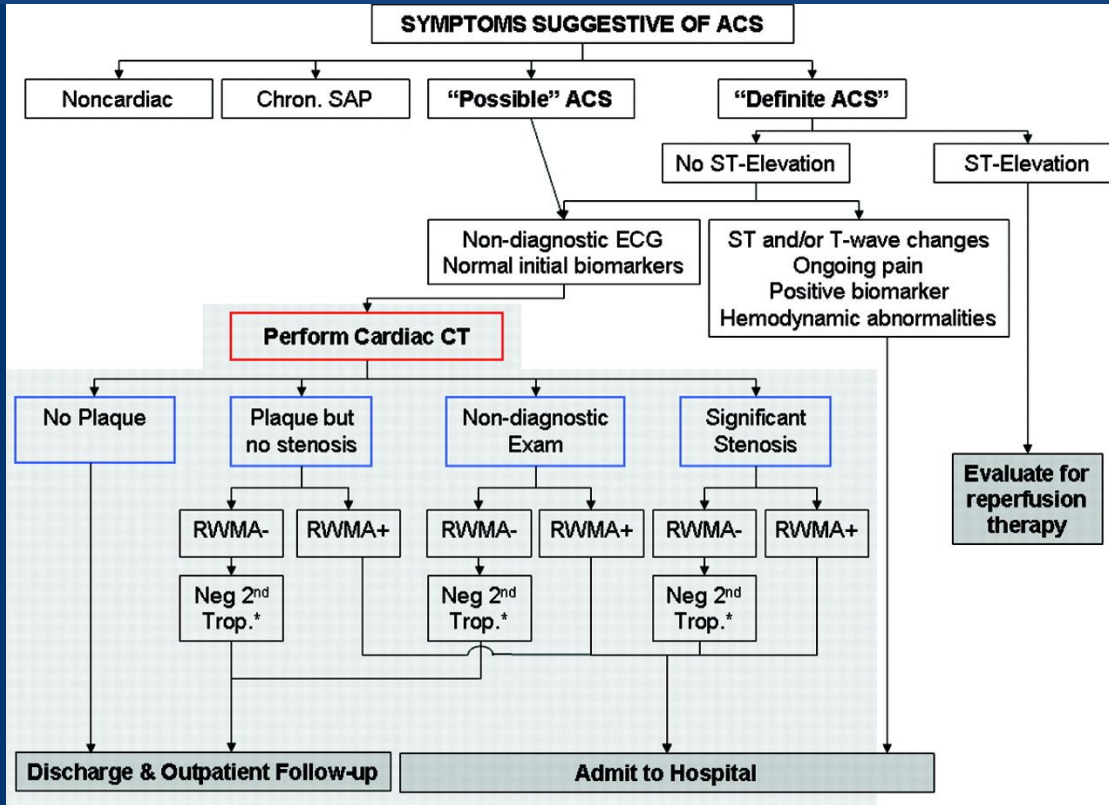 SYMPTOMS SUGGESTIVE OF ACS
Noncardiac
Chron. SAP
“Possible” ACS
“Definite ACS”
No ST-Elevation
ST-Elevation
Non-diagnostic ECG
Normal initial biomarkers
ST and/or T-wave changes
Ongoing pain
Positive biomarker
Hemodynamic abnormalities
Perform Cardiac CT
No Plaque
Plaque but
no stenosis
Non-diagnostic
Exam
Significant
Stenosis
Evaluate for
reperfusion
therapy
RWMA-
RWMA+
RWMA-
RWMA+
RWMA-
RWMA+
Neg 2nd
Trop.*
Neg 2nd
Trop.*
Neg 2nd
Trop.*
Discharge & Outpatient Follow-up
Admit to Hospital